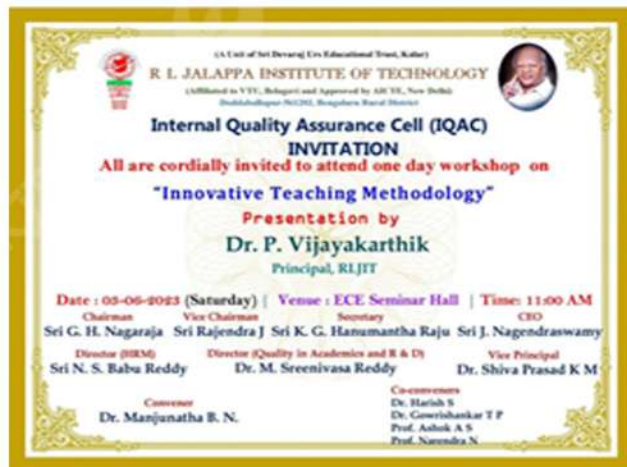 (A Unit of Sri Devaraj Urs Educational Trust, Kolar)
R L JALAPPA INSTITUTE OF TECHNOLOGY
(Affiliated to VTU, Belagavi and Approved by AICTE, New Delhi)
Doddaballapur-561203, Bengaluru Rural District
Internal Quality Assurance Cell (IQAC)
INVITATION
All are cordially invited to attend one day workshop on
"Innovative Teaching Methodology"
Presentation by
Dr. P. Vijayakarthik
Principal, RLJIT
Date : 03-06-2023 (Saturday) | Venue : ECE Seminar Hall | Time: 11:00 AM
Chairman Vice Chairman Secretary CEO
Sri G. H. Nagaraja Sri Rajendra J Sri K. G. Hanumantha Raju Sri J. Nagendraswamy
Director (HRM) Director (Quality in Academics and R & D) Vice Principal
Sri N. S. Babu Reddy Dr. M. Sreenivasa Reddy Dr. Shiva Prasad K M
Convener Co-conveners
Dr. Manjunatha B. N. Dr. Harish S
Dr. Gowrishankar T P
Prof. Ashok A S
Prof. Narendra N